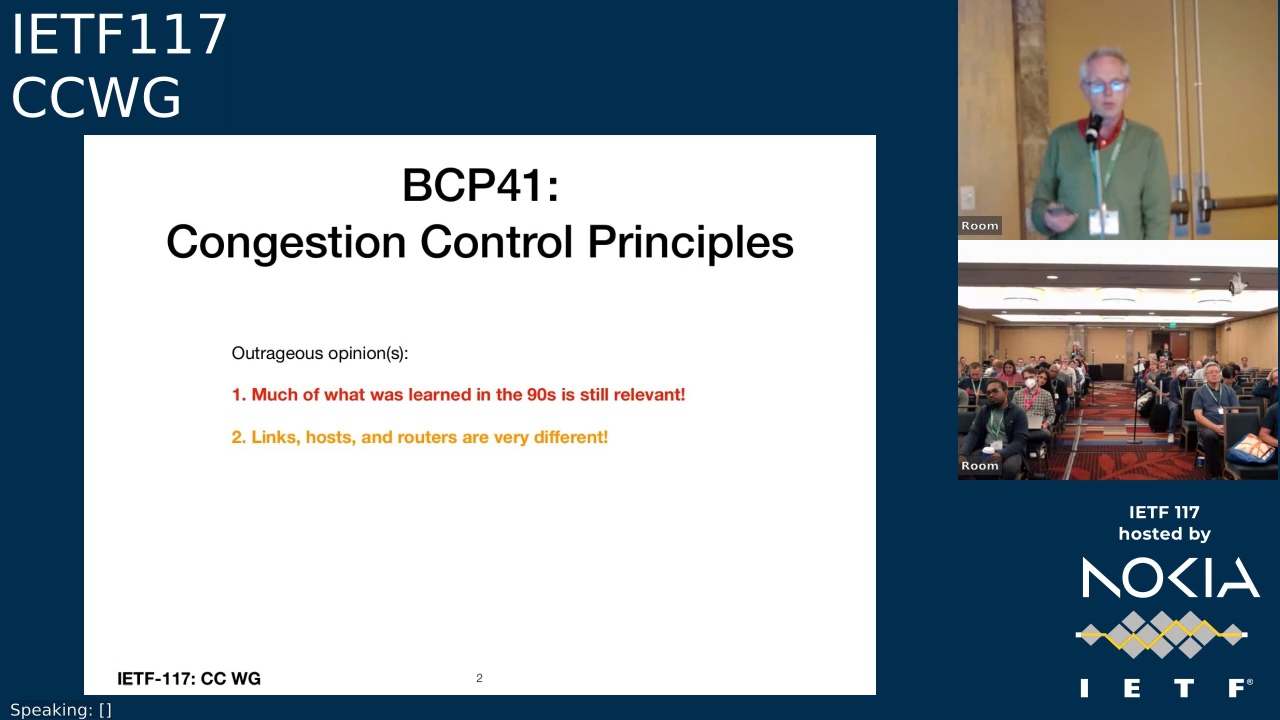 IETF117
CCWG
BCP41:
Congestion Control Principles
Outrageous opinion(s):
1. Much of what was learned in the 90s is still relevant!
2. Links, hosts, and routers are very different!
IETF-117: CC WG
2
Room
Room
IETF 117
hosted by
NOKIA
I E T F®
Speaking: []